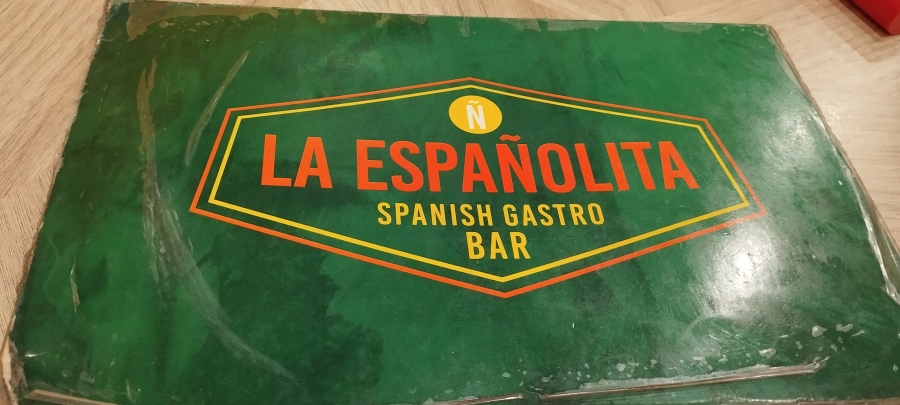 Ñ
LA ESPAÑOLITA
SPANISH GASTRO
BAR